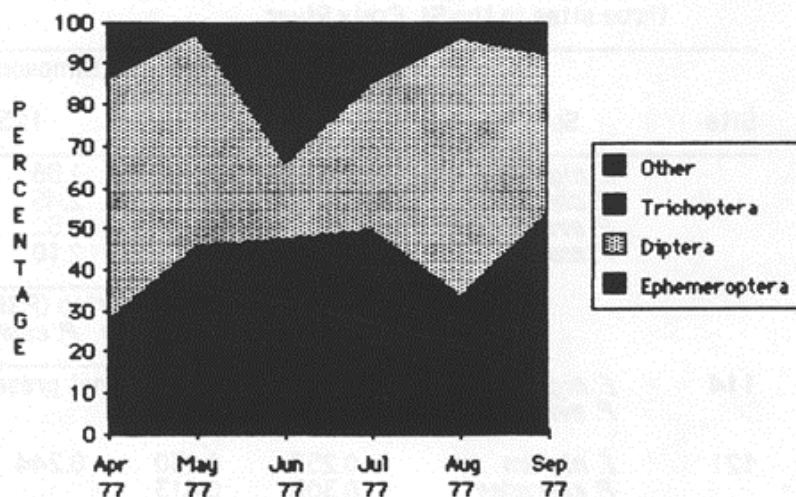 100
90
80
70
60
50
40
30
20
10
0
PERCENTAGE
Apr 77
May 77
Jun 77
Jul 77
Aug 77
Sep 77
Other
Trichoptera
Diptera
Ephemeroptera